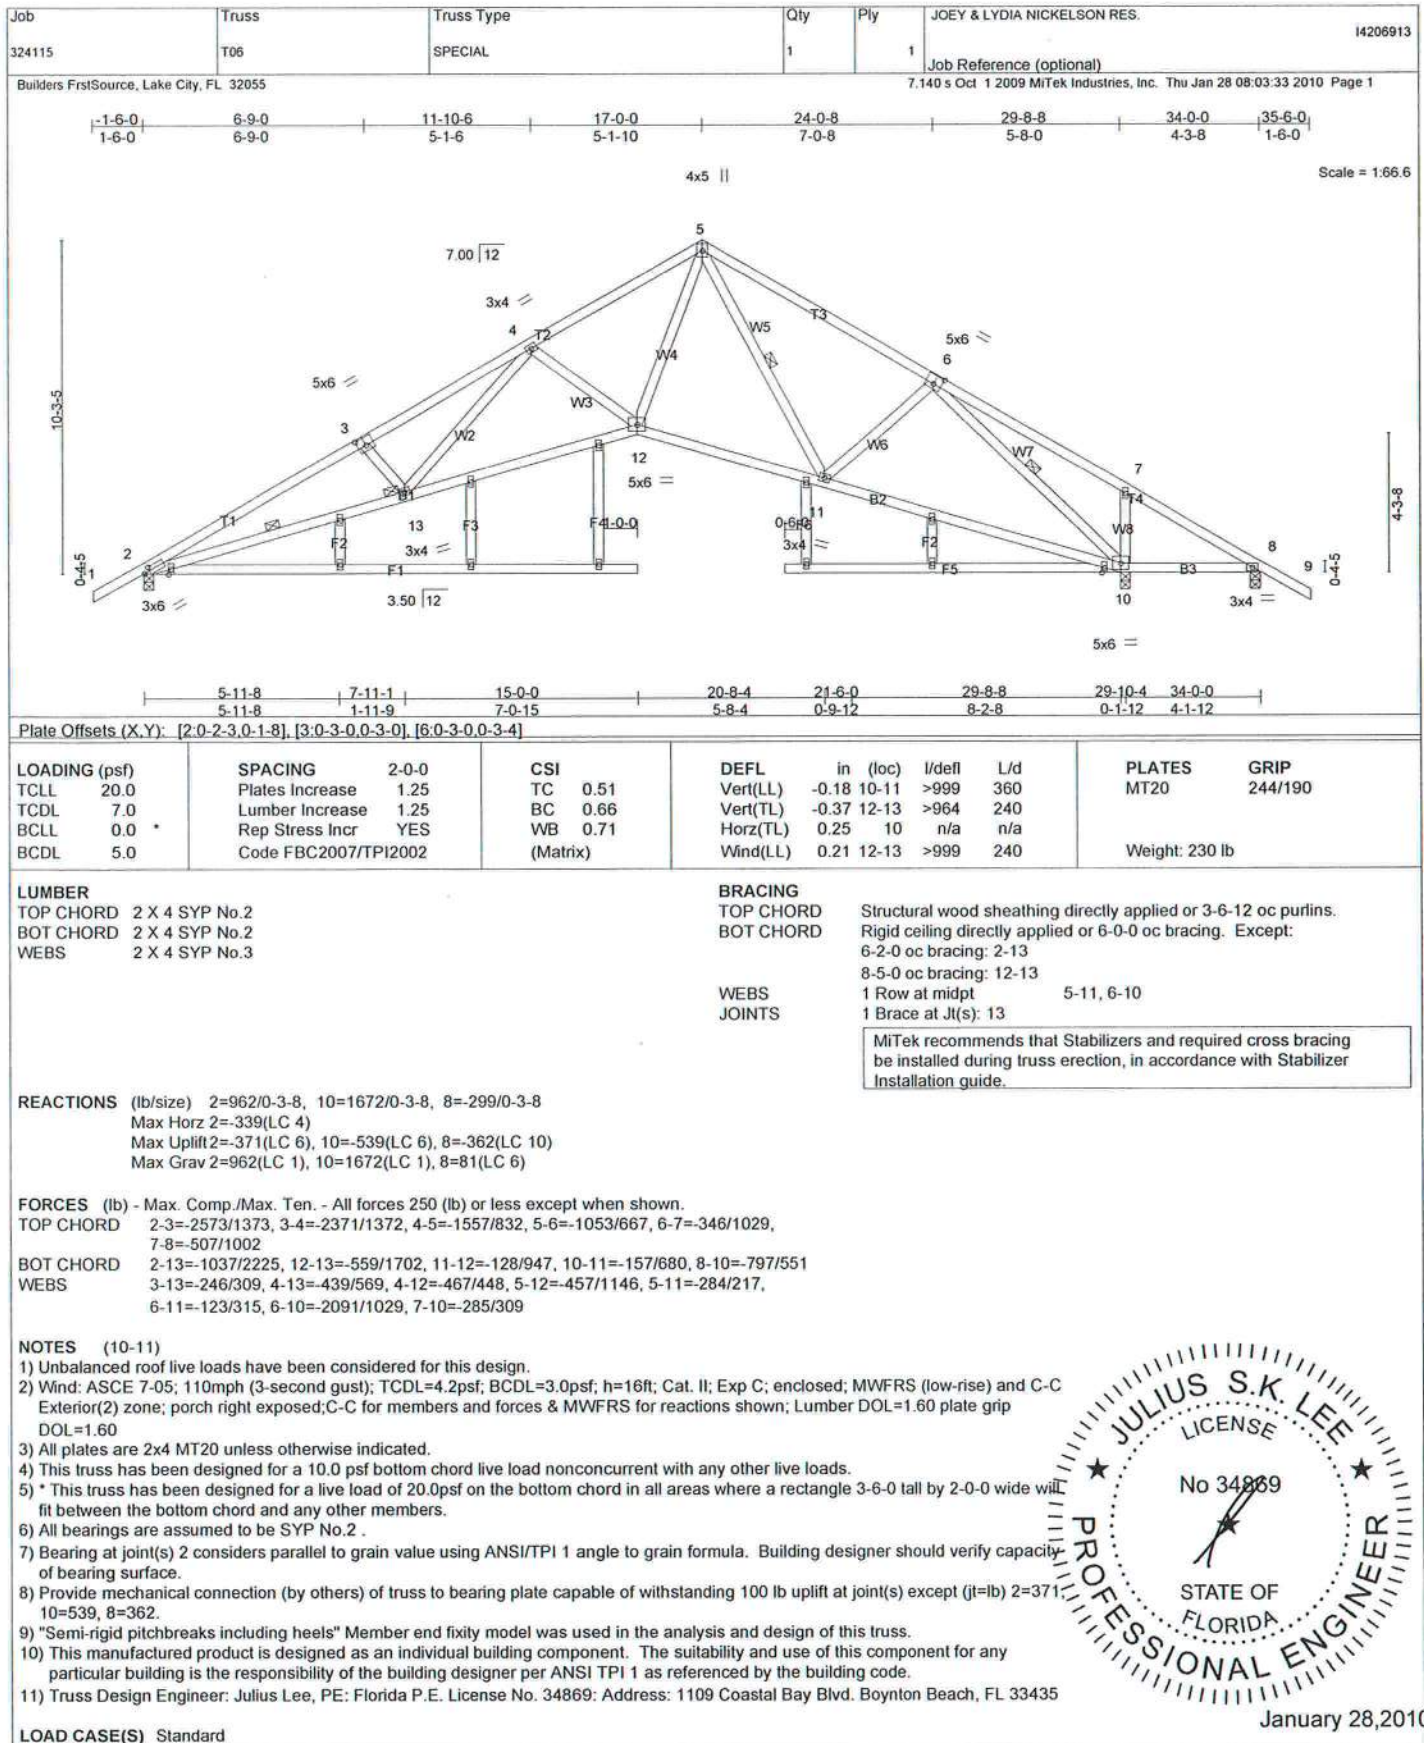 Job Truss Truss Type Qty Ply JOEY & LYDIA NICKELSON RES.
I4206913
324115 T06 SPECIAL 1 1
Job Reference (optional)
Builders FrstSource, Lake City, FL 32055 7.140 s Oct 1 2009 MiTek Industries, Inc. Thu Jan 28 08:03:33 2010 Page 1
-1-6-0 6-9-0 11-10-6 17-0-0 24-0-8 29-8-8 34-0-0 35-6-0
1-6-0 6-9-0 5-1-6 5-1-10 7-0-8 5-8-0 4-3-8 1-6-0
4x5 || Scale = 1:66.6
5
7.00 12
3x4 =
4 T2 T3
W5 5x6 =
6
5x6 = W4
10-3-5 W3
3 W2 W6 W7
12 7
5x6 = T4 4-3-8
T1 B1 13 F3 F4 1-0-0 0-6-0 F6 11 B2 W8
2 F2 3x4 = 3x4 = F2 8
0-4-5 1 F1 F5 B3 9 0-4-5
3x6 = 3.50 12 10 3x4 =
5x6 =
5-11-8 7-11-1 15-0-0 20-8-4 21-6-0 29-8-8 29-10-4 34-0-0
5-11-8 1-11-9 7-0-15 5-8-4 0-9-12 8-2-8 0-1-12 4-1-12
Plate Offsets (X,Y): [2:0-2-3,0-1-8], [3:0-3-0,0-3-0], [6:0-3-0,0-3-4]
LOADING (psf) SPACING 2-0-0 CSI DEFL in (loc) l/defl L/d PLATES GRIP
TCLL 20.0 Plates Increase 1.25 TC 0.51 Vert(LL) -0.18 10-11 >999 360 MT20 244/190
TCDL 7.0 Lumber Increase 1.25 BC 0.66 Vert(TL) -0.37 12-13 >964 240
BCLL 0.0 * Rep Stress Incr YES WB 0.71 Horz(TL) 0.25 10 n/a n/a
BCDL 5.0 Code FBC2007/TPI2002 (Matrix) Wind(LL) 0.21 12-13 >999 240 Weight: 230 lb
LUMBER
TOP CHORD 2 X 4 SYP No.2
BOT CHORD 2 X 4 SYP No.2
WEBS 2 X 4 SYP No.3
BRACING
TOP CHORD Structural wood sheathing directly applied or 3-6-12 oc purlins.
BOT CHORD Rigid ceiling directly applied or 6-0-0 oc bracing. Except:
6-2-0 oc bracing: 2-13
8-5-0 oc bracing: 12-13
WEBS 1 Row at midpt 5-11, 6-10
JOINTS 1 Brace at Jt(s): 13
MiTek recommends that Stabilizers and required cross bracing
be installed during truss erection, in accordance with Stabilizer
Installation guide.
REACTIONS (lb/size) 2=962/0-3-8, 10=1672/0-3-8, 8=-299/0-3-8
Max Horz 2=-339(LC 4)
Max Uplift 2=-371(LC 6), 10=-539(LC 6), 8=-362(LC 10)
Max Grav 2=962(LC 1), 10=1672(LC 1), 8=81(LC 6)
FORCES (lb) - Max. Comp./Max. Ten. - All forces 250 (lb) or less except when shown.
TOP CHORD 2-3=-2573/1373, 3-4=-2371/1372, 4-5=-1557/832, 5-6=-1053/667, 6-7=-346/1029,
7-8=-507/1002
BOT CHORD 2-13=-1037/2225, 12-13=-559/1702, 11-12=-128/947, 10-11=-157/680, 8-10=-797/551
WEBS 3-13=-246/309, 4-13=-439/569, 4-12=-467/448, 5-12=-457/1146, 5-11=-284/217,
6-11=-123/315, 6-10=-2091/1029, 7-10=-285/309
NOTES (10-11)
1) Unbalanced roof live loads have been considered for this design.
2) Wind: ASCE 7-05; 110mph (3-second gust); TCDL=4.2psf; BCDL=3.0psf; h=16ft; Cat. II; Exp C; enclosed; MWFRS (low-rise) and C-C
Exterior(2) zone; porch right exposed;C-C for members and forces & MWFRS for reactions shown; Lumber DOL=1.60 plate grip
DOL=1.60
3) All plates are 2x4 MT20 unless otherwise indicated.
4) This truss has been designed for a 10.0 psf bottom chord live load nonconcurrent with any other live loads.
5) * This truss has been designed for a live load of 20.0psf on the bottom chord in all areas where a rectangle 3-6-0 tall by 2-0-0 wide will
fit between the bottom chord and any other members.
6) All bearings are assumed to be SYP No.2 .
7) Bearing at joint(s) 2 considers parallel to grain value using ANSI/TPI 1 angle to grain formula. Building designer should verify capacity
of bearing surface.
8) Provide mechanical connection (by others) of truss to bearing plate capable of withstanding 100 lb uplift at joint(s) except (jt=lb) 2=371,
10=539, 8=362.
9) "Semi-rigid pitchbreaks including heels" Member end fixity model was used in the analysis and design of this truss.
10) This manufactured product is designed as an individual building component. The suitability and use of this component for any
particular building is the responsibility of the building designer per ANSI TPI 1 as referenced by the building code.
11) Truss Design Engineer: Julius Lee, PE: Florida P.E. License No. 34869: Address: 1109 Coastal Bay Blvd. Boynton Beach, FL 33435
LOAD CASE(S) Standard
JULIUS S.K. LEE
LICENSE
No 34869
STATE OF
FLORIDA
PROFESSIONAL ENGINEER
January 28,2010